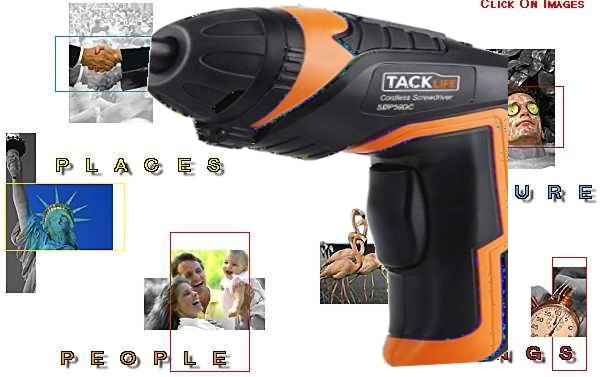 Click On Images
TACKLIFE
Cordless Screwdriver
SDP50DC
PLACES
URE
PEOPLE
NGS